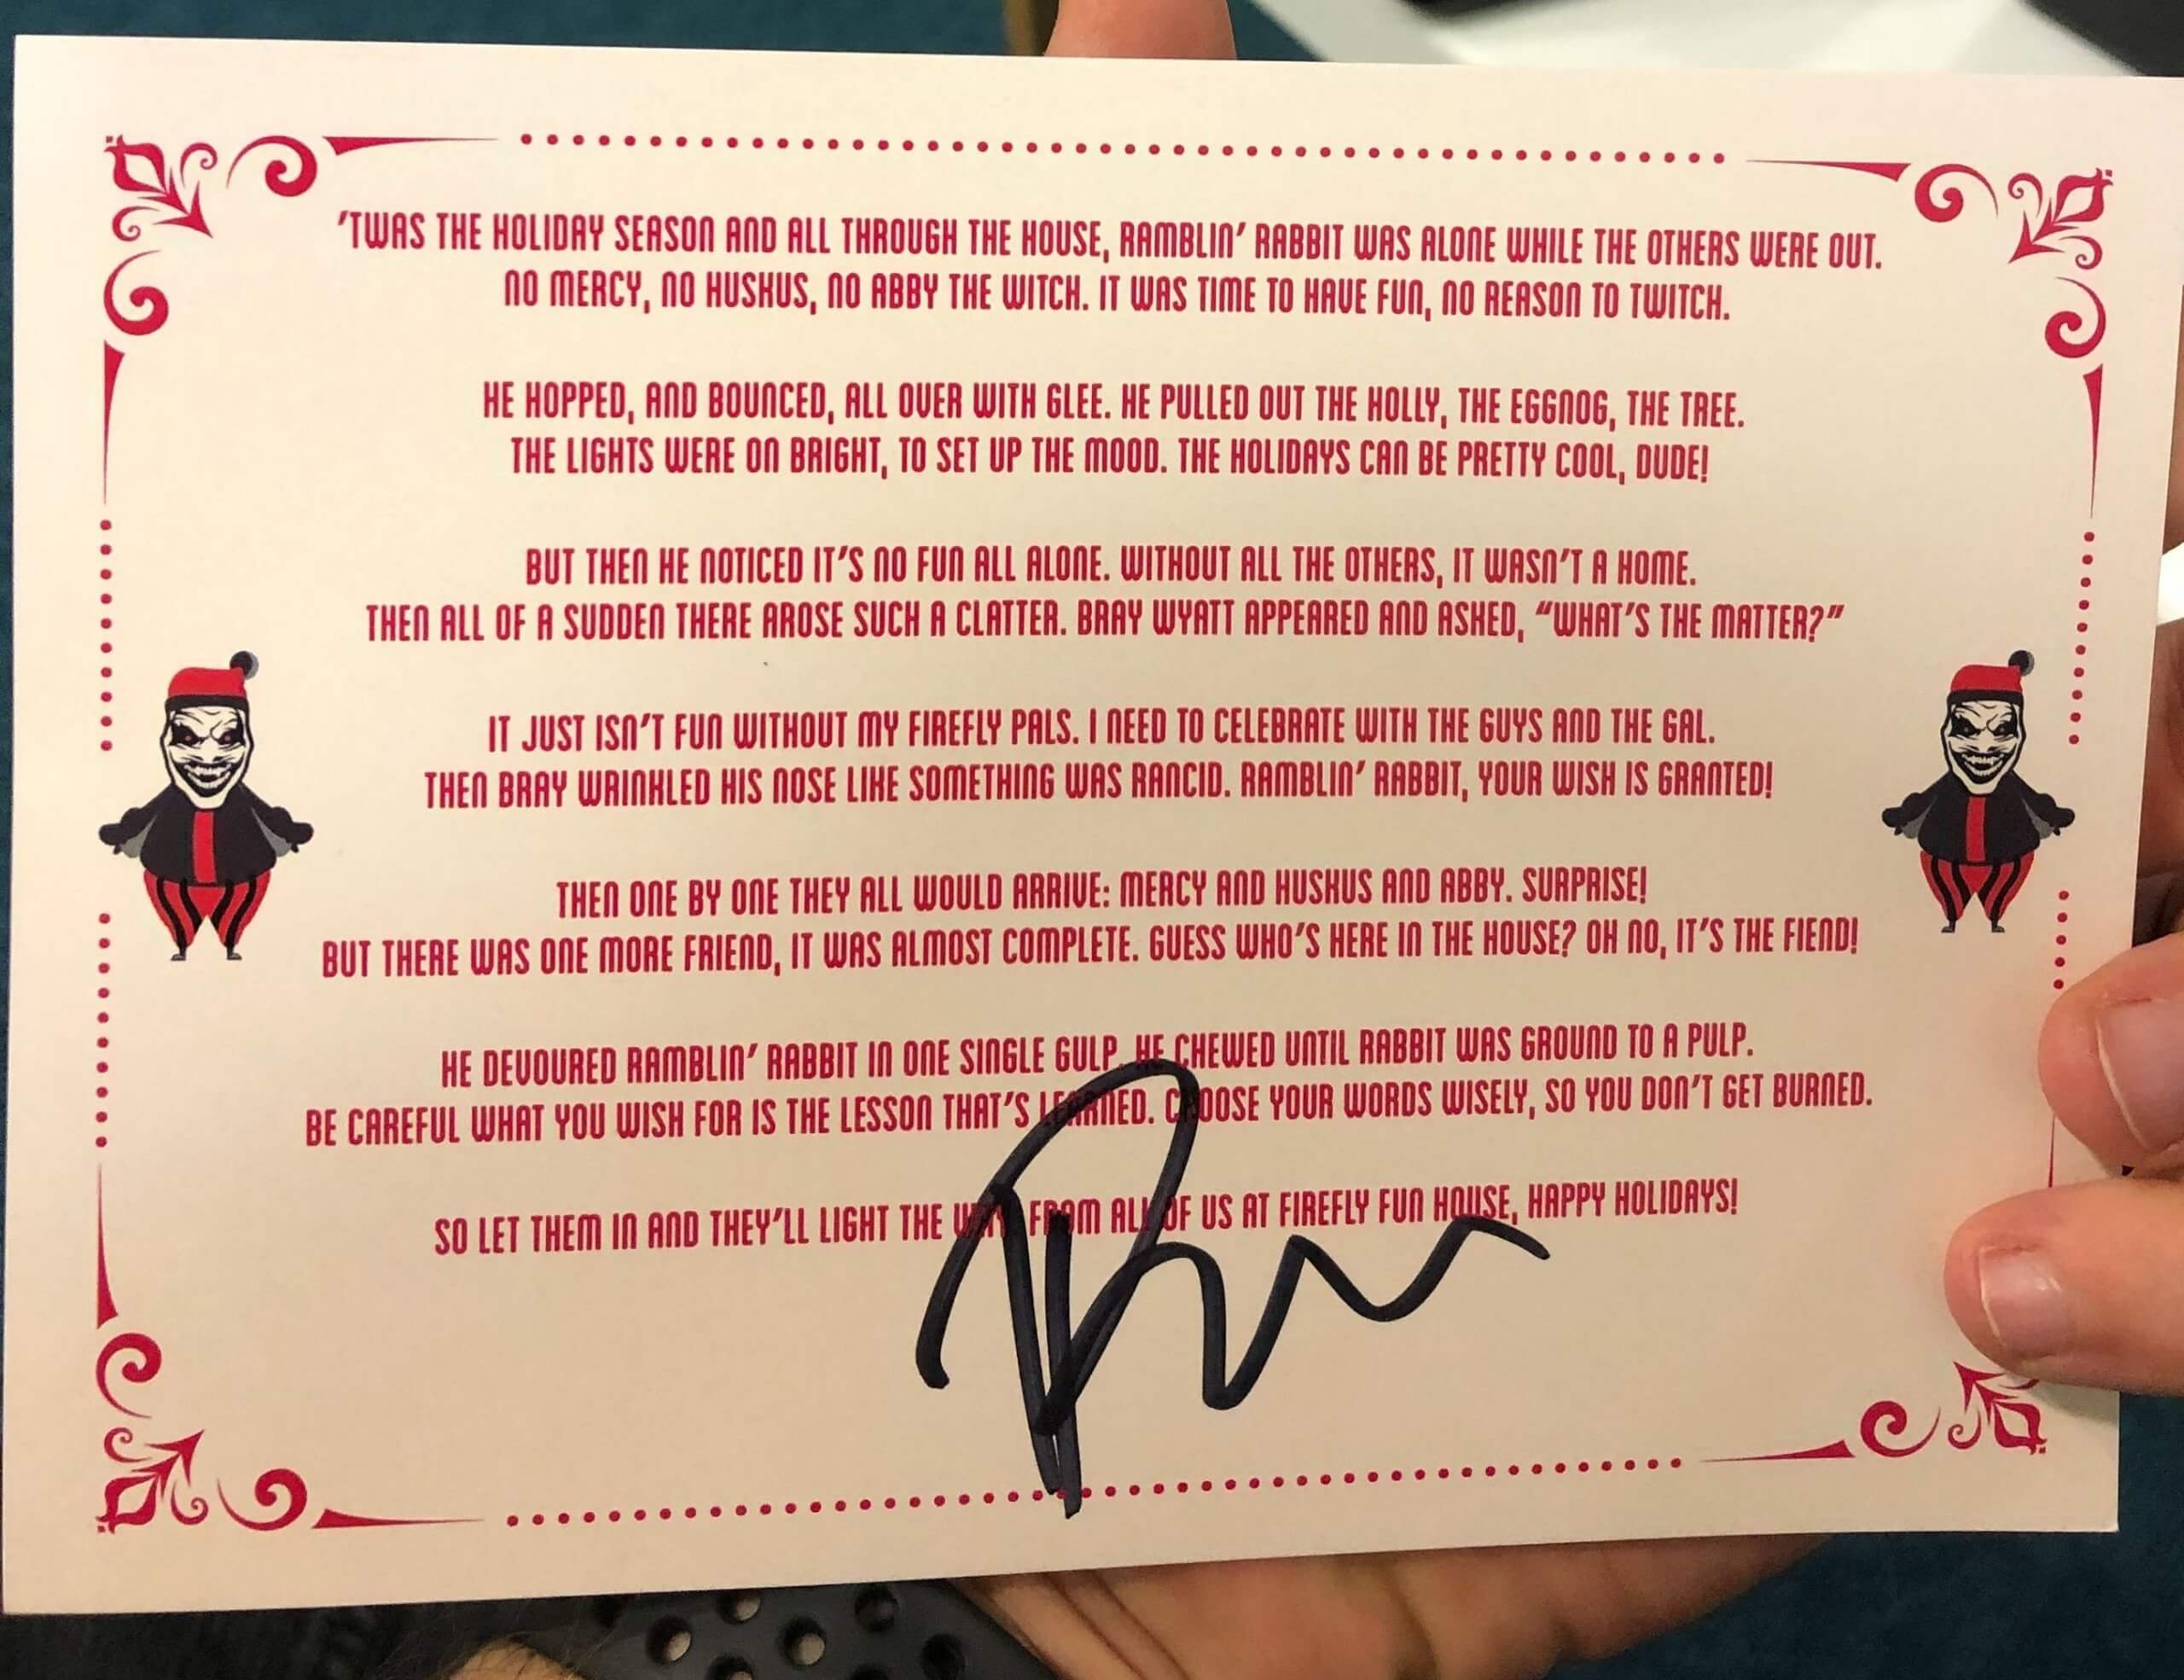 'TWAS THE HOLIDAY SEASON AND ALL THROUGH THE HOUSE, RAMBLIN' RABBIT WAS ALONE WHILE THE OTHERS WERE OUT.
NO MERCY, NO HUSKUS, NO ABBY THE WITCH. IT WAS TIME TO HAVE FUN, NO REASON TO TWITCH.
HE HOPPED, AND BOUNCED, ALL OVER WITH GLEE. HE PULLED OUT THE HOLLY, THE EGGNOG, THE TREE.
THE LIGHTS WERE ON BRIGHT, TO SET UP THE MOOD. THE HOLIDAYS CAN BE PRETTY COOL, DUDE!
BUT THEN HE NOTICED IT'S NO FUN ALL ALONE. WITHOUT ALL THE OTHERS, IT WASN'T A HOME.
THEN ALL OF A SUDDEN THERE AROSE SUCH A CLATTER. BRAY WYATT APPEARED AND ASKED, "WHAT'S THE MATTER?"
IT JUST ISN'T FUN WITHOUT MY FIREFLY PALS. I NEED TO CELEBRATE WITH THE GUYS AND THE GAL.
THEN BRAY WRINKLED HIS NOSE LIKE SOMETHING WAS RANCID. RAMBLIN' RABBIT, YOUR WISH IS GRANTED!
THEN ONE BY ONE THEY ALL WOULD ARRIVE: MERCY AND HUSKUS AND ABBY. SURPRISE!
BUT THERE WAS ONE MORE FRIEND, IT WAS ALMOST COMPLETE. GUESS WHO'S HERE IN THE HOUSE? OH NO, IT'S THE FIEND!
HE DEVOURED RAMBLIN' RABBIT IN ONE SINGLE GULP. HE CHEWED UNTIL RABBIT WAS GROUND TO A PULP.
BE CAREFUL WHAT YOU WISH FOR IS THE LESSON THAT'S LEARNED. CHOOSE YOUR WORDS WISELY, SO YOU DON'T GET BURNED.
SO LET THEM IN AND THEY'LL LIGHT THE WAY. FROM ALL OF US AT FIREFLY FUN HOUSE, HAPPY HOLIDAYS!